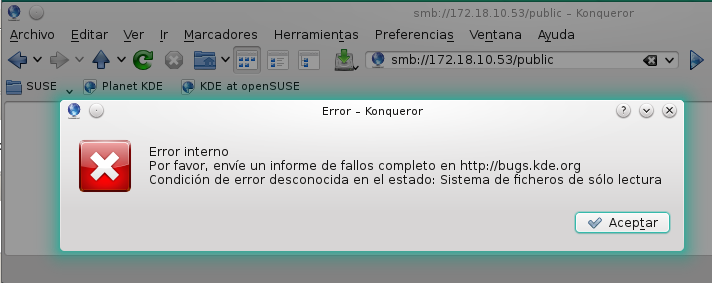 smb://172.18.10.53/public – Konqueror
Archivo Editar Ver Ir Marcadores Herramientas Preferencias Ventana Ayuda
smb://172.18.10.53/public
SUSE Planet KDE KDE at openSUSE
Error – Konqueror
Error interno
Por favor, envíe un informe de fallos completo en http://bugs.kde.org
Condición de error desconocida en el estado: Sistema de ficheros de sólo lectura
Aceptar